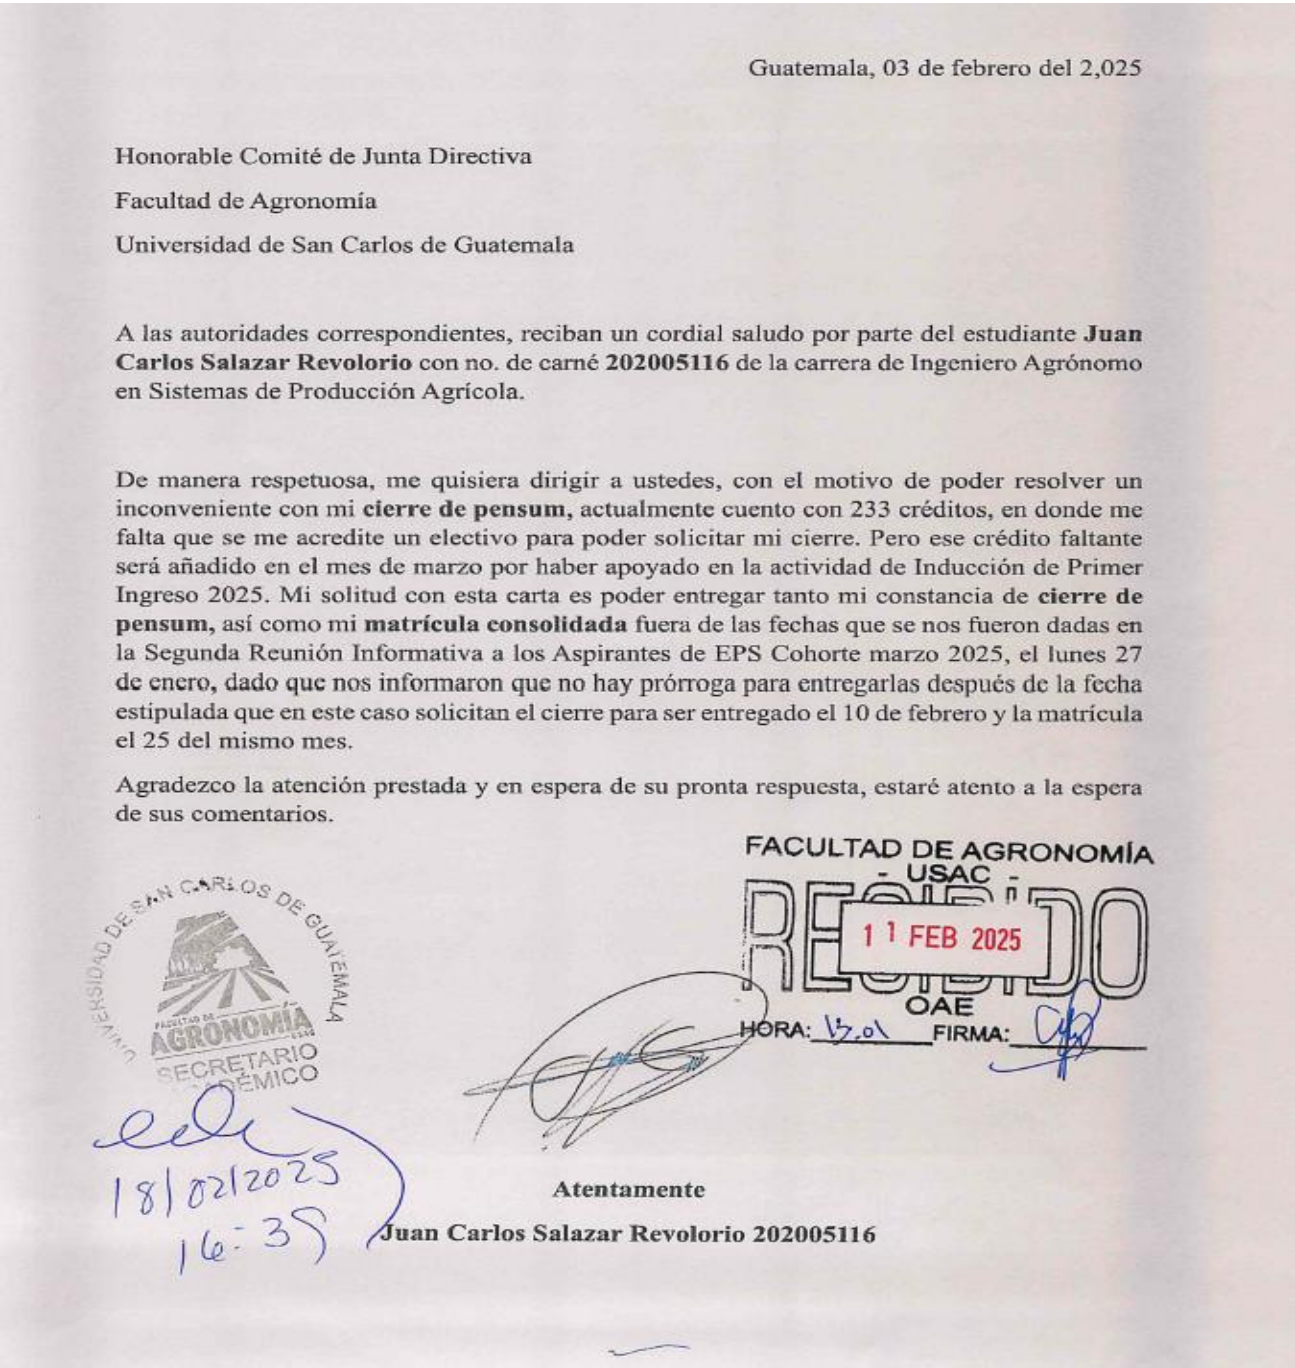 Guatemala, 03 de febrero del 2,025
Honorable Comité de Junta Directiva
Facultad de Agronomía
Universidad de San Carlos de Guatemala
A las autoridades correspondientes, reciban un cordial saludo por parte del estudiante Juan
Carlos Salazar Revolorio con no. de carné 202005116 de la carrera de Ingeniero Agrónomo
en Sistemas de Producción Agrícola.
De manera respetuosa, me quisiera dirigir a ustedes, con el motivo de poder resolver un
inconveniente con mi cierre de pensum, actualmente cuento con 233 créditos, en donde me
falta que se me acredite un electivo para poder solicitar mi cierre. Pero ese crédito faltante
será añadido en el mes de marzo por haber apoyado en la actividad de Inducción de Primer
Ingreso 2025. Mi solitud con esta carta es poder entregar tanto mi constancia de cierre de
pensum, así como mi matrícula consolidada fuera de las fechas que se nos fueron dadas en
la Segunda Reunión Informativa a los Aspirantes de EPS Cohorte marzo 2025, el lunes 27
de enero, dado que nos informaron que no hay prórroga para entregarlas después de la fecha
estipulada que en este caso solicitan el cierre para ser entregado el 10 de febrero y la matrícula
el 25 del mismo mes.
Agradezco la atención prestada y en espera de su pronta respuesta, estaré atento a la espera
de sus comentarios.
FACULTAD DE AGRONOMÍA
- USAC -
RECIBIDO
11 FEB 2025
OAE
HORA: 13:01 FIRMA:
UNIVERSIDAD DE SAN CARLOS DE GUATEMALA
FACULTAD DE
AGRONOMÍA
SECRETARIO
ACADÉMICO
18/02/2025
16:39
Atentamente
Juan Carlos Salazar Revolorio 202005116